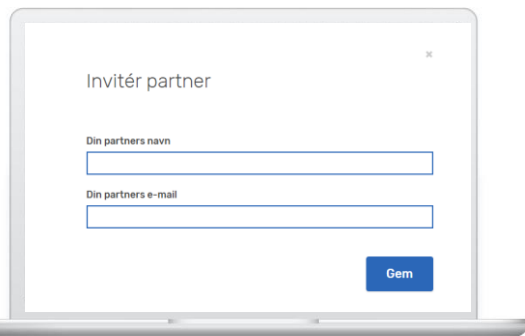 ×
Invitér partner
Din partners navn
Din partners e-mail
Gem